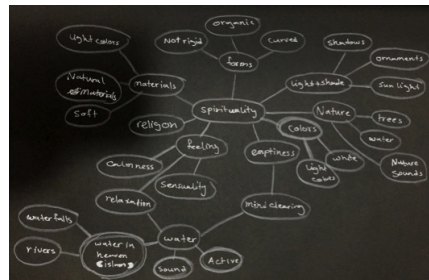 organic
Not rigid
curved
forms
light colors
Natural
Materials
Soft
materials
shadows
ornaments
sun light
light + shade
spirituality
religon
Nature
trees
water
Nature
Sounds
colors
white
light
colors
feeling
emptiness
Calmness
Sensuality
relaxation
mind clearing
water falls
rivers
water in
heaven
(islam)
water
Sound
Active